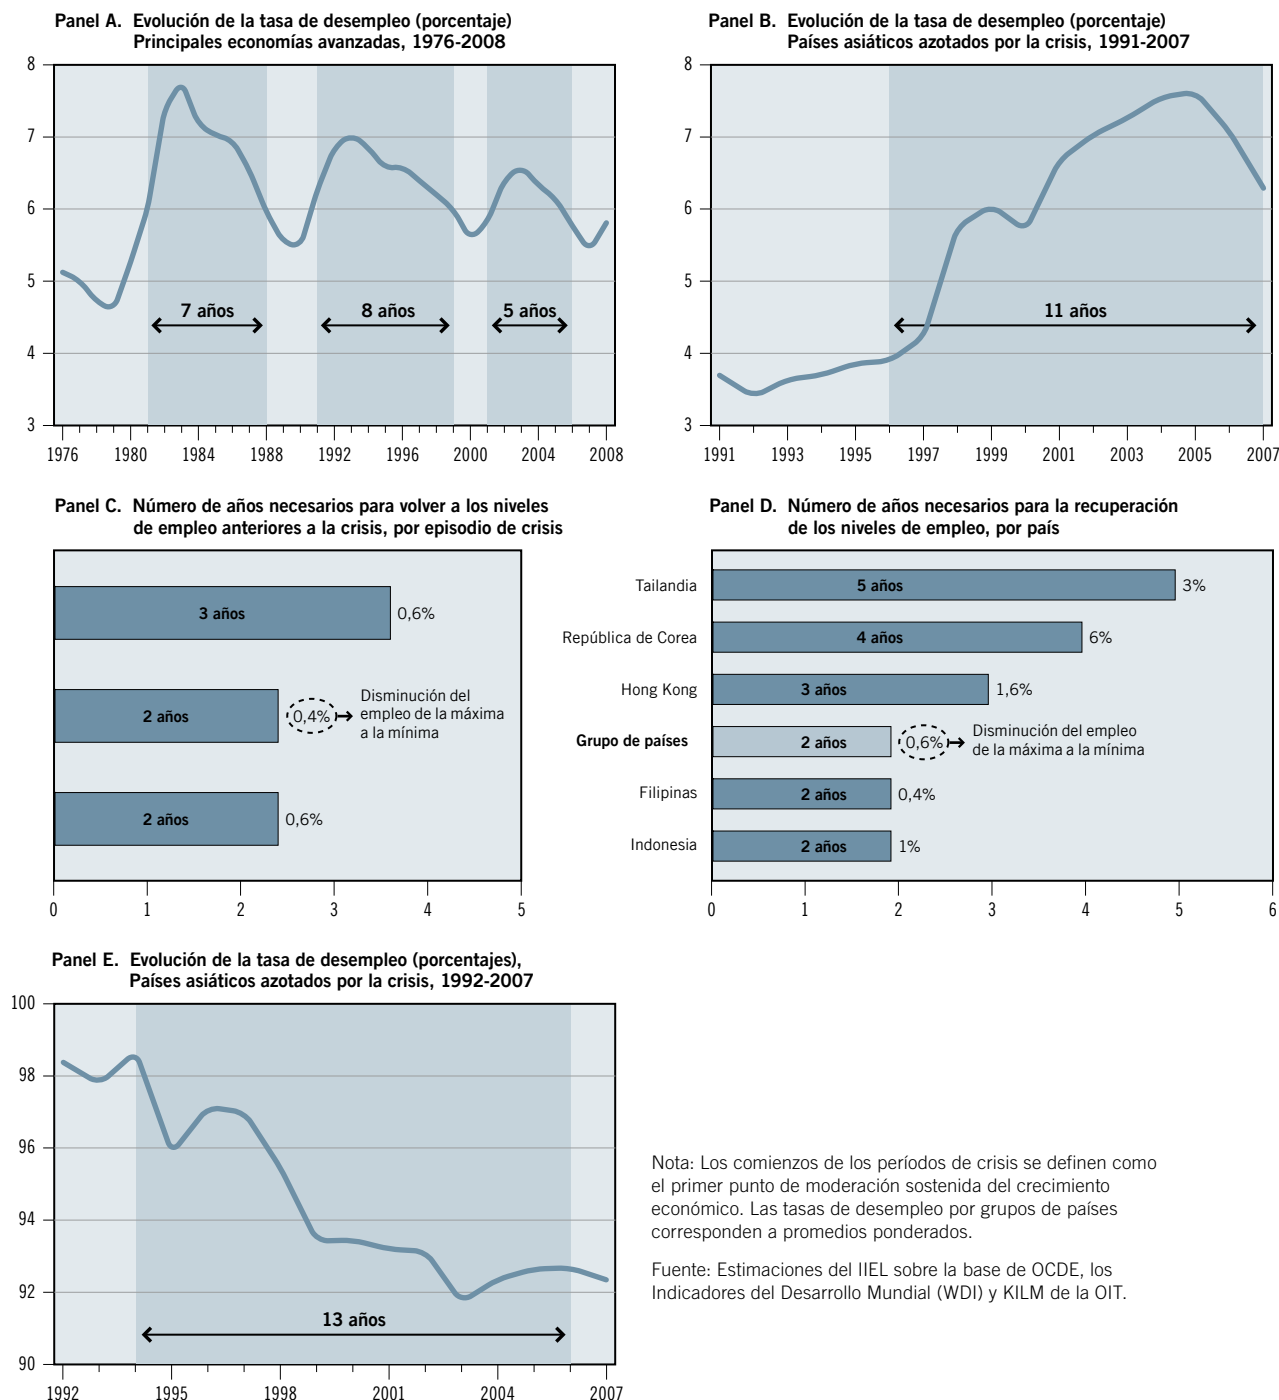 Panel A. Evolución de la tasa de desempleo (porcentaje)
Principales economías avanzadas, 1976-2008
8
7
6
5
4
3
7 años
8 años
5 años
1976 1980 1984 1988 1992 1996 2000 2004 2008
Panel B. Evolución de la tasa de desempleo (porcentaje)
Países asiáticos azotados por la crisis, 1991-2007
8
7
6
5
4
3
11 años
1991 1993 1995 1997 1999 2001 2003 2005 2007
Panel C. Número de años necesarios para volver a los niveles
de empleo anteriores a la crisis, por episodio de crisis
3 años 0,6%
2 años 0,4%
Disminución del
empleo de la máxima
a la mínima
2 años 0,6%
0 1 2 3 4 5
Panel D. Número de años necesarios para la recuperación
de los niveles de empleo, por país
Tailandia 5 años 3%
República de Corea 4 años 6%
Hong Kong 3 años 1,6%
Grupo de países 2 años 0,6%
Disminución del empleo
de la máxima a la mínima
Filipinas 2 años 0,4%
Indonesia 2 años 1%
0 1 2 3 4 5 6
Panel E. Evolución de la tasa de desempleo (porcentajes),
Países asiáticos azotados por la crisis, 1992-2007
100
98
96
94
92
90
13 años
1992 1995 1998 2001 2004 2007
Nota: Los comienzos de los períodos de crisis se definen como
el primer punto de moderación sostenida del crecimiento
económico. Las tasas de desempleo por grupos de países
corresponden a promedios ponderados.
Fuente: Estimaciones del IIEL sobre la base de OCDE, los
Indicadores del Desarrollo Mundial (WDI) y KILM de la OIT.